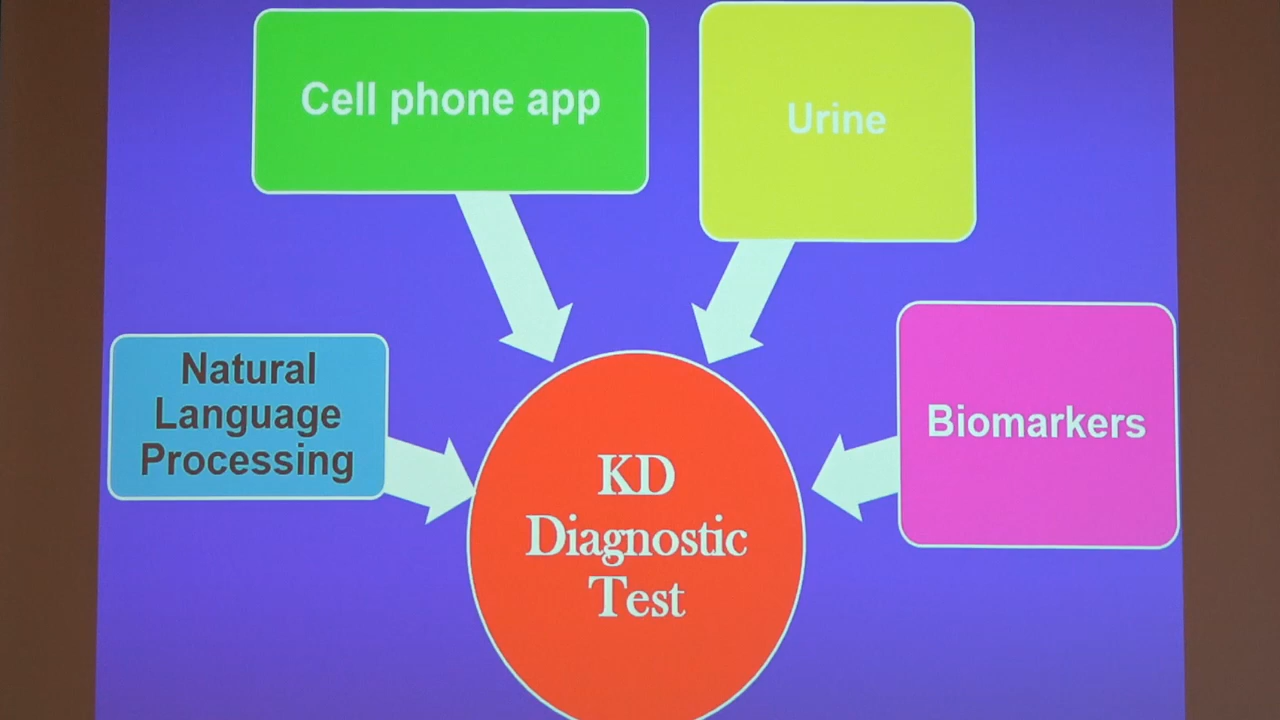 Cell phone app
Urine
Natural
Language
Processing
Biomarkers
KD
Diagnostic
Test